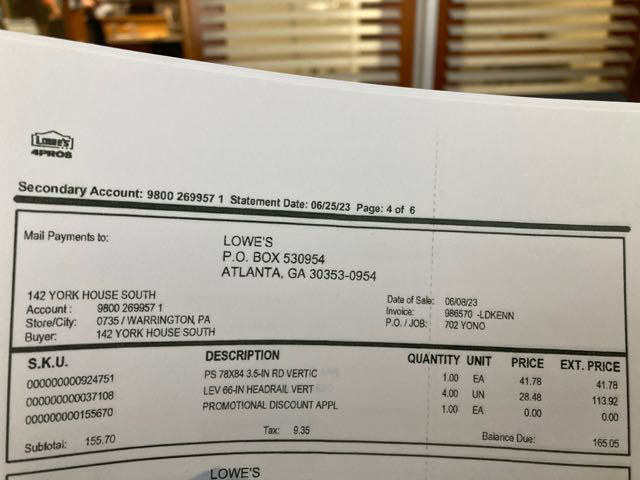 LOWE'S
4PROS
Secondary Account: 9800 269957 1 Statement Date: 06/25/23 Page: 4 of 6
Mail Payments to:
LOWE'S
P.O. BOX 530954
ATLANTA, GA 30353-0954
142 YORK HOUSE SOUTH
Account : 9800 269957 1
Store/City: 0735 / WARRINGTON, PA
Buyer: 142 YORK HOUSE SOUTH
Date of Sale: 06/08/23
Invoice: 986570 -LDKENN
P.O. / JOB: 702 YONO
S.K.U. DESCRIPTION QUANTITY UNIT PRICE EXT. PRICE
000000000924751 PS 78X84 3.5-IN RD VERTIC 1.00 EA 41.78 41.78
000000000037108 LEV 66-IN HEADRAIL VERT 4.00 UN 28.48 113.92
000000000155670 PROMOTIONAL DISCOUNT APPL 1.00 EA 0.00 0.00
Subtotal: 155.70 Tax: 9.35 Balance Due: 165.05
LOWE'S